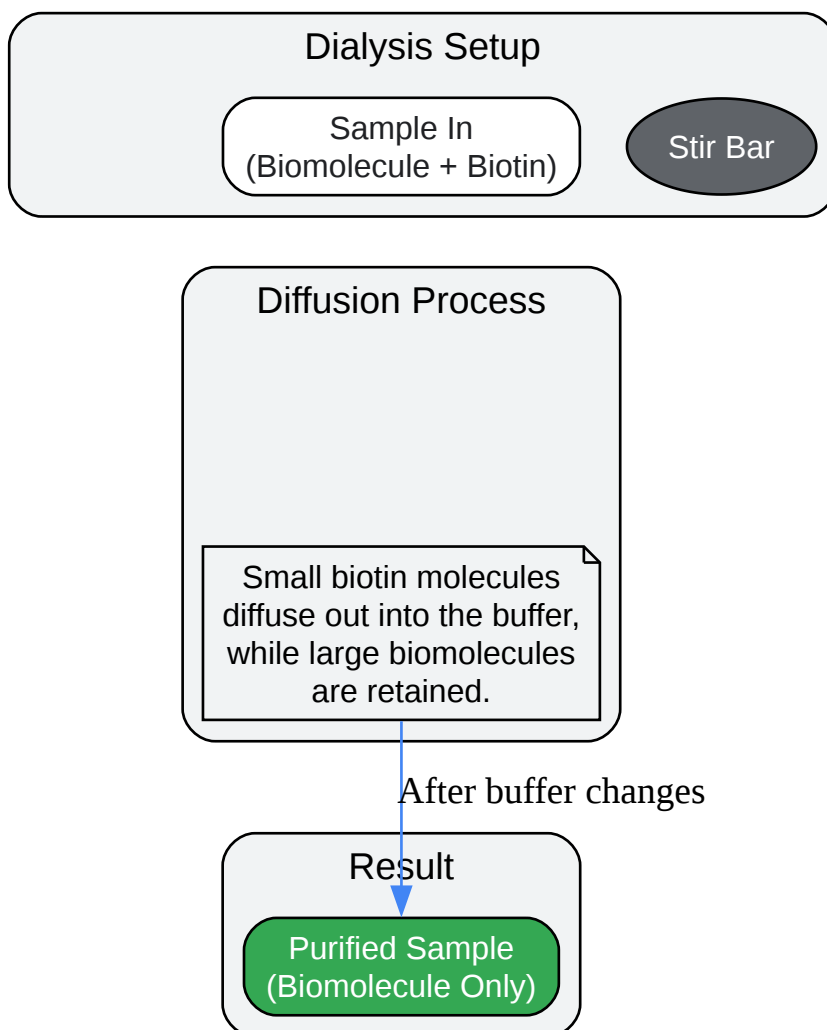 Dialysis Setup
Sample In
(Biomolecule + Biotin)
Stir Bar
Diffusion Process
Small biotin molecules
diffuse out into the buffer,
while large biomolecules
are retained.
After buffer changes
Result
Purified Sample
(Biomolecule Only)